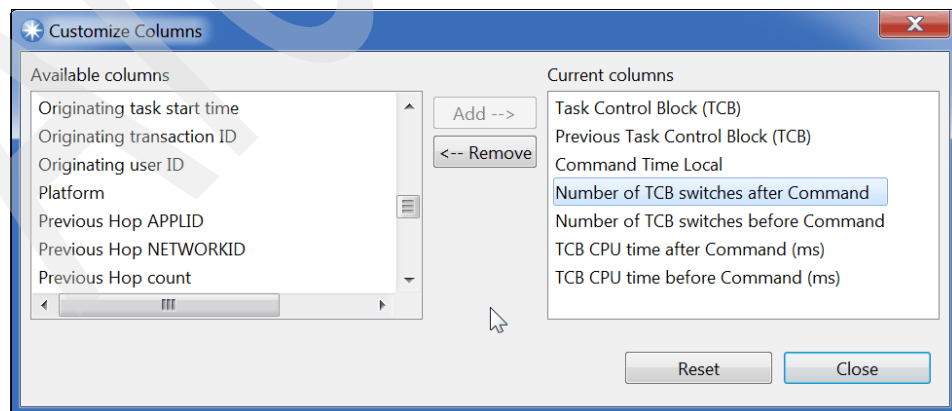 Customize Columns
X
Available columns
Originating task start time
Originating transaction ID
Originating user ID
Platform
Previous Hop APPLID
Previous Hop NETWORKID
Previous Hop count
Add -->
<-- Remove
Current columns
Task Control Block (TCB)
Previous Task Control Block (TCB)
Command Time Local
Number of TCB switches after Command
Number of TCB switches before Command
TCB CPU time after Command (ms)
TCB CPU time before Command (ms)
Reset
Close